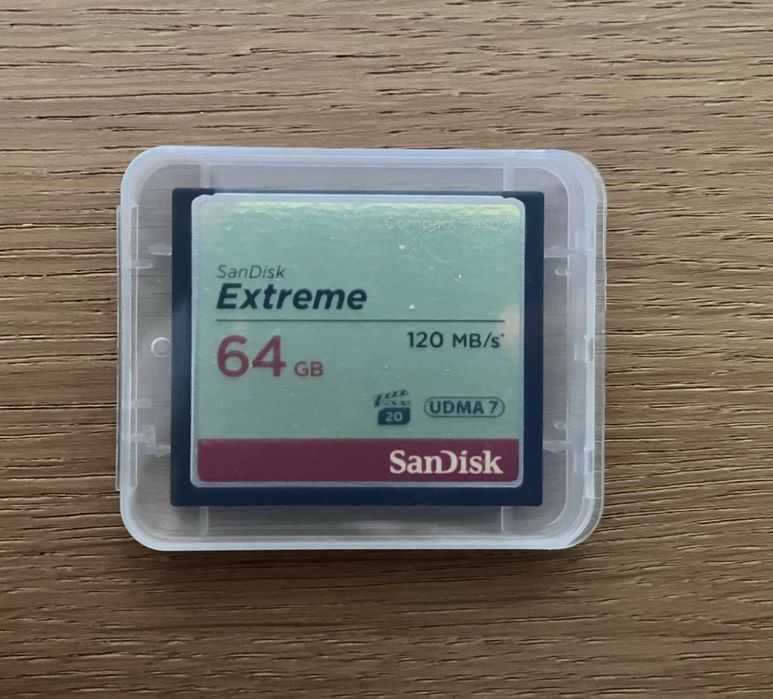 CompactFlash
SanDisk
Extreme
120 MB/s*
64 GB
20 UDMA 7
SanDisk